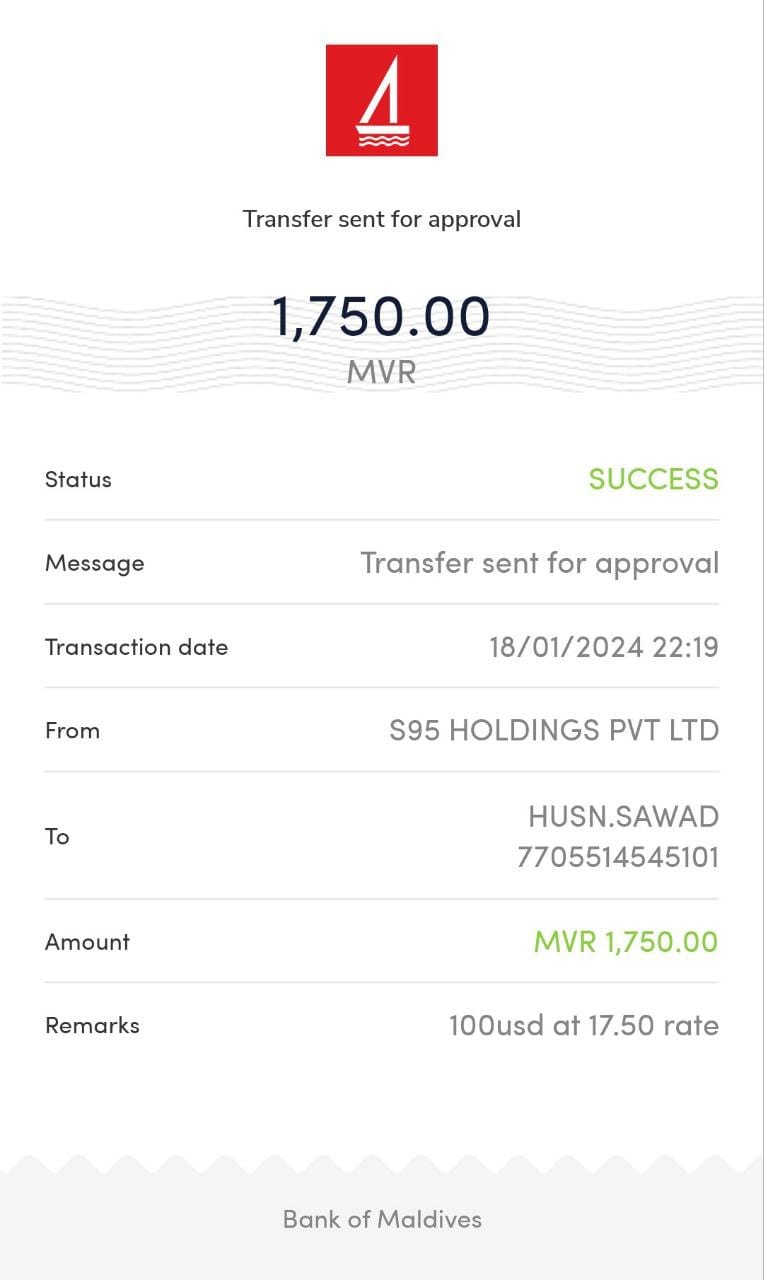 Transfer sent for approval
1,750.00
MVR
Status SUCCESS
Message Transfer sent for approval
Transaction date 18/01/2024 22:19
From S95 HOLDINGS PVT LTD
To HUSN.SAWAD
7705514545101
Amount MVR 1,750.00
Remarks 100usd at 17.50 rate
Bank of Maldives